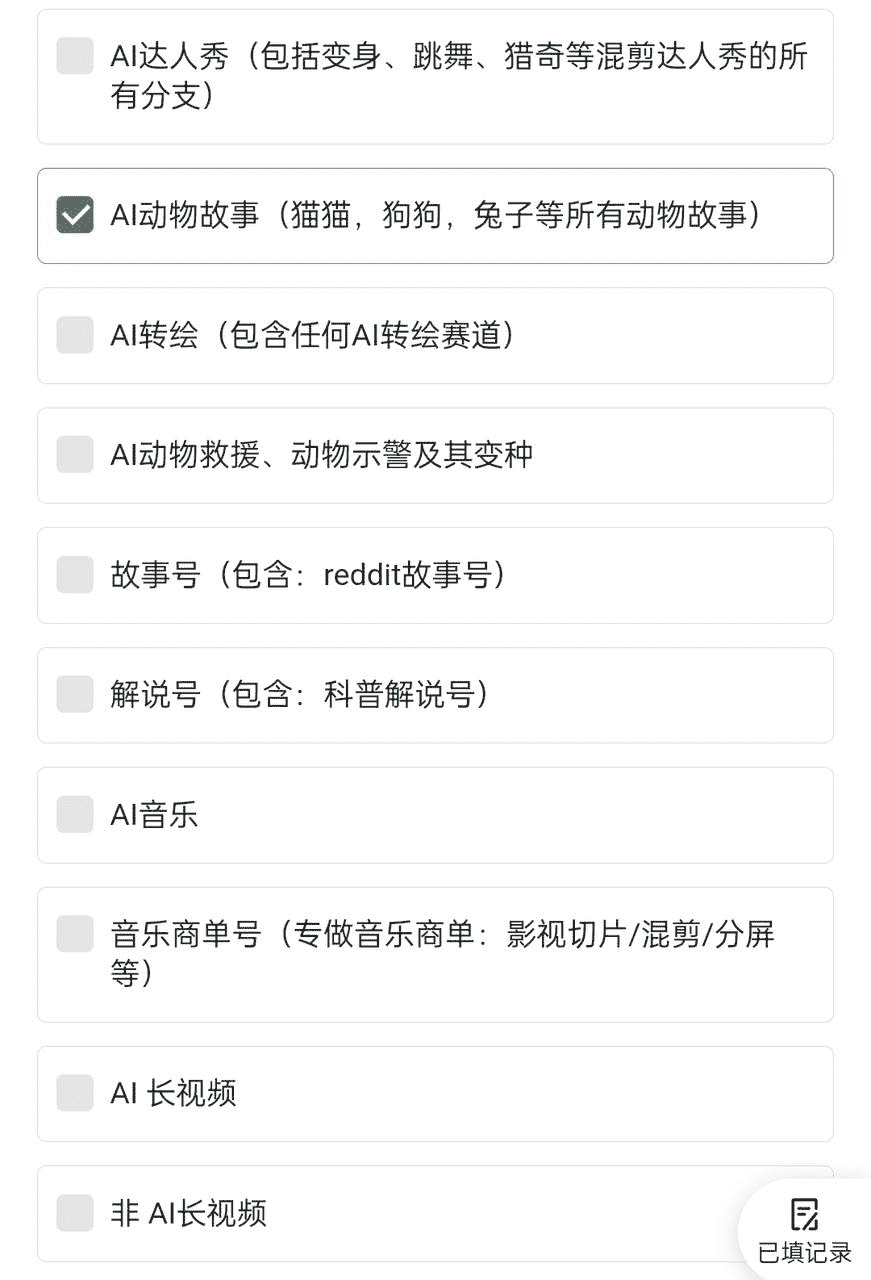 AI达人秀（包括变身、跳舞、猎奇等混剪达人秀的所
有分支）
AI动物故事（猫猫，狗狗，兔子等所有动物故事）
AI转绘（包含任何AI转绘赛道）
AI动物救援、动物示警及其变种
故事号（包含：reddit故事号）
解说号（包含：科普解说号）
AI音乐
音乐商单号（专做音乐商单：影视切片/混剪/分屏
等）
AI 长视频
非 AI长视频
已填记录